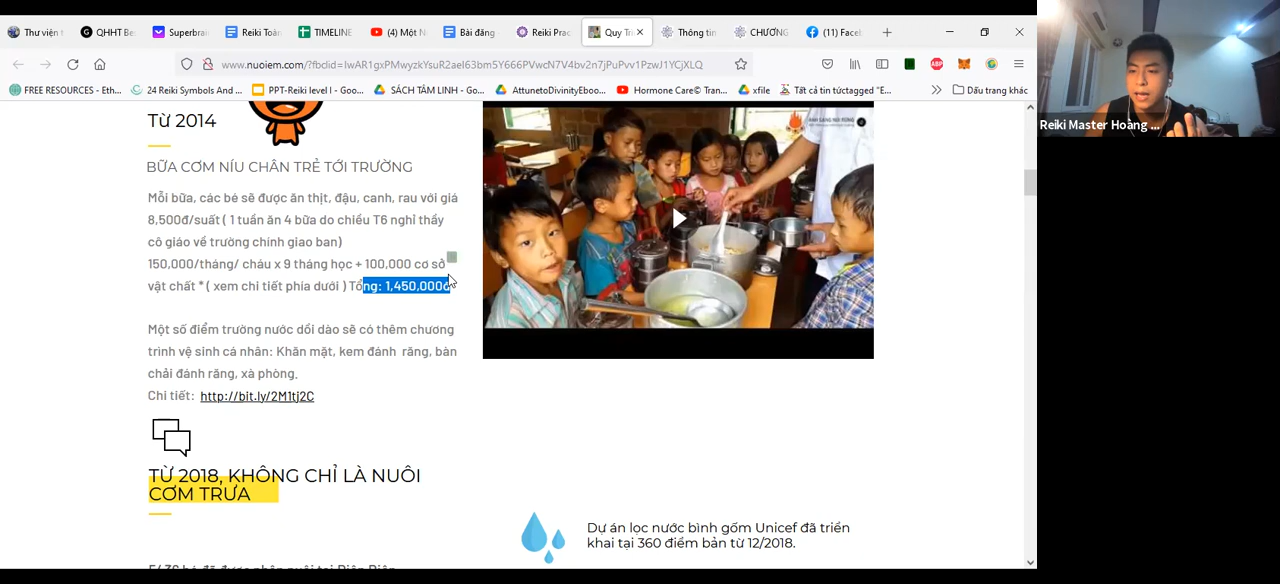 Thư viện t
QHHT Be
Superbrai
Reiki Toàn
TIMELINE
(4) Một N
Bài đăng
Reiki Prac
Quy Tr
Thông tin
CHƯƠNG
(11) Facel
www.nuoiem.com/?fbclid=IwAR1gxPMwyzkYsuR2ael63bm5Y666PVwcN7V4bv2n7jPuPvv1PzwJ1YCjXLQ
ABP
FREE RESOURCES - Eth...
24 Reiki Symbols And ...
PPT-Reiki level I - Goo...
SÁCH TÂM LINH - Go...
AttunetoDivinityEboo...
Hormone Care© Tran...
xfile
Tất cả tin tứctagged "E...
Dấu trang khác
Reiki Master Hoàng ...
Từ 2014
BỮA CƠM NÍU CHÂN TRẺ TỚI TRƯỜNG
Mỗi bữa, các bé sẽ được ăn thịt, đậu, canh, rau với giá
8,500đ/suất ( 1 tuần ăn 4 bữa do chiều T6 nghỉ thầy
cô giáo về trường chính giao ban)
150,000/tháng/ cháu x 9 tháng học + 100,000 cơ sở
vật chất * ( xem chi tiết phía dưới ) Tổng: 1,450,000đ
Một số điểm trường nước dồi dào sẽ có thêm chương
trình vệ sinh cá nhân: Khăn mặt, kem đánh răng, bàn
chải đánh răng, xà phòng.
Chi tiết: http://bit.ly/2M1tj2C
TỪ 2018, KHÔNG CHỈ LÀ NUÔI
CƠM TRƯA
Dự án lọc nước bình gốm Unicef đã triển
khai tại 360 điểm bản từ 12/2018.